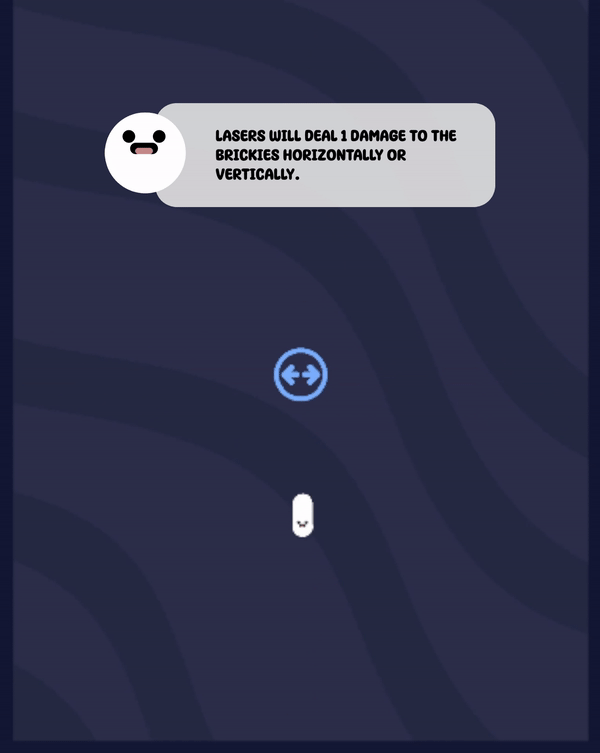 LASERS WILL DEAL 1 DAMAGE TO THE
BRICKIES HORIZONTALLY OR
VERTICALLY.